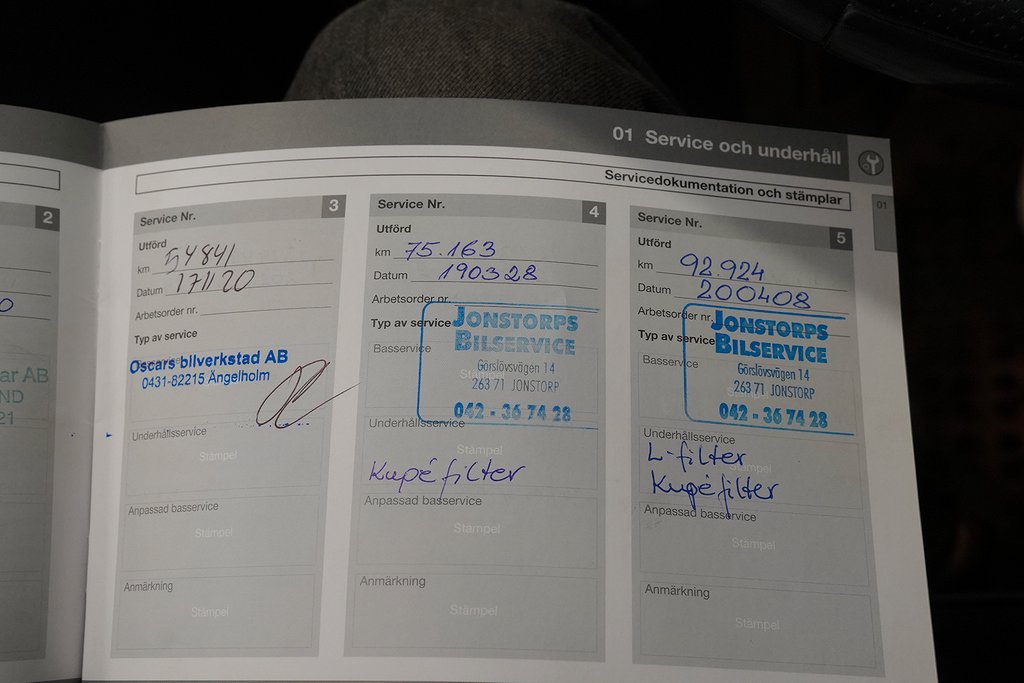 01 Service och underhåll
Servicedokumentation och stämplar
01
2
ar AB
ND
21
Service Nr. 3
Utförd
km 54841
Datum 171120
Arbetsorder nr.
Typ av service
Basservice
Oscars bilverkstad AB
0431-82215 Ängelholm
Underhållsservice
Stämpel
Anpassad basservice
Stämpel
Anmärkning
Stämpel
Service Nr. 4
Utförd
km 75.163
Datum 190328
Arbetsorder nr.
Typ av service
JONSTORPS
BILSERVICE
Basservice
Görslövsvägen 14
263 71 JONSTORP
042 - 36 74 28
Underhållsservice
Kupéfilter
Anpassad basservice
Stämpel
Anmärkning
Stämpel
Service Nr. 5
Utförd
km 92.924
Datum 200408
Arbetsorder nr.
Typ av service
JONSTORPS
BILSERVICE
Basservice
Görslövsvägen 14
263 71 JONSTORP
042 - 36 74 28
Underhållsservice
L-filter
Stämpel
Kupéfilter
Anpassad basservice
Stämpel
Anmärkning
Stämpel